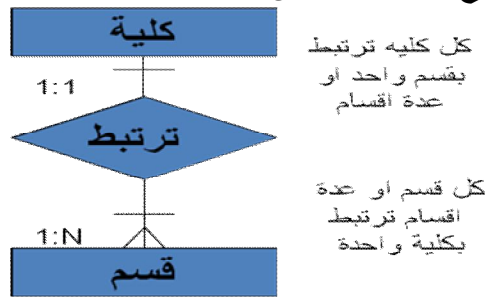 كلية
كل كليه ترتبط
بقسم واحد او
عدة اقسام
1:1
ترتبط
كل قسم او عدة
اقسام ترتبط
بكلية واحدة
1:N
قسم